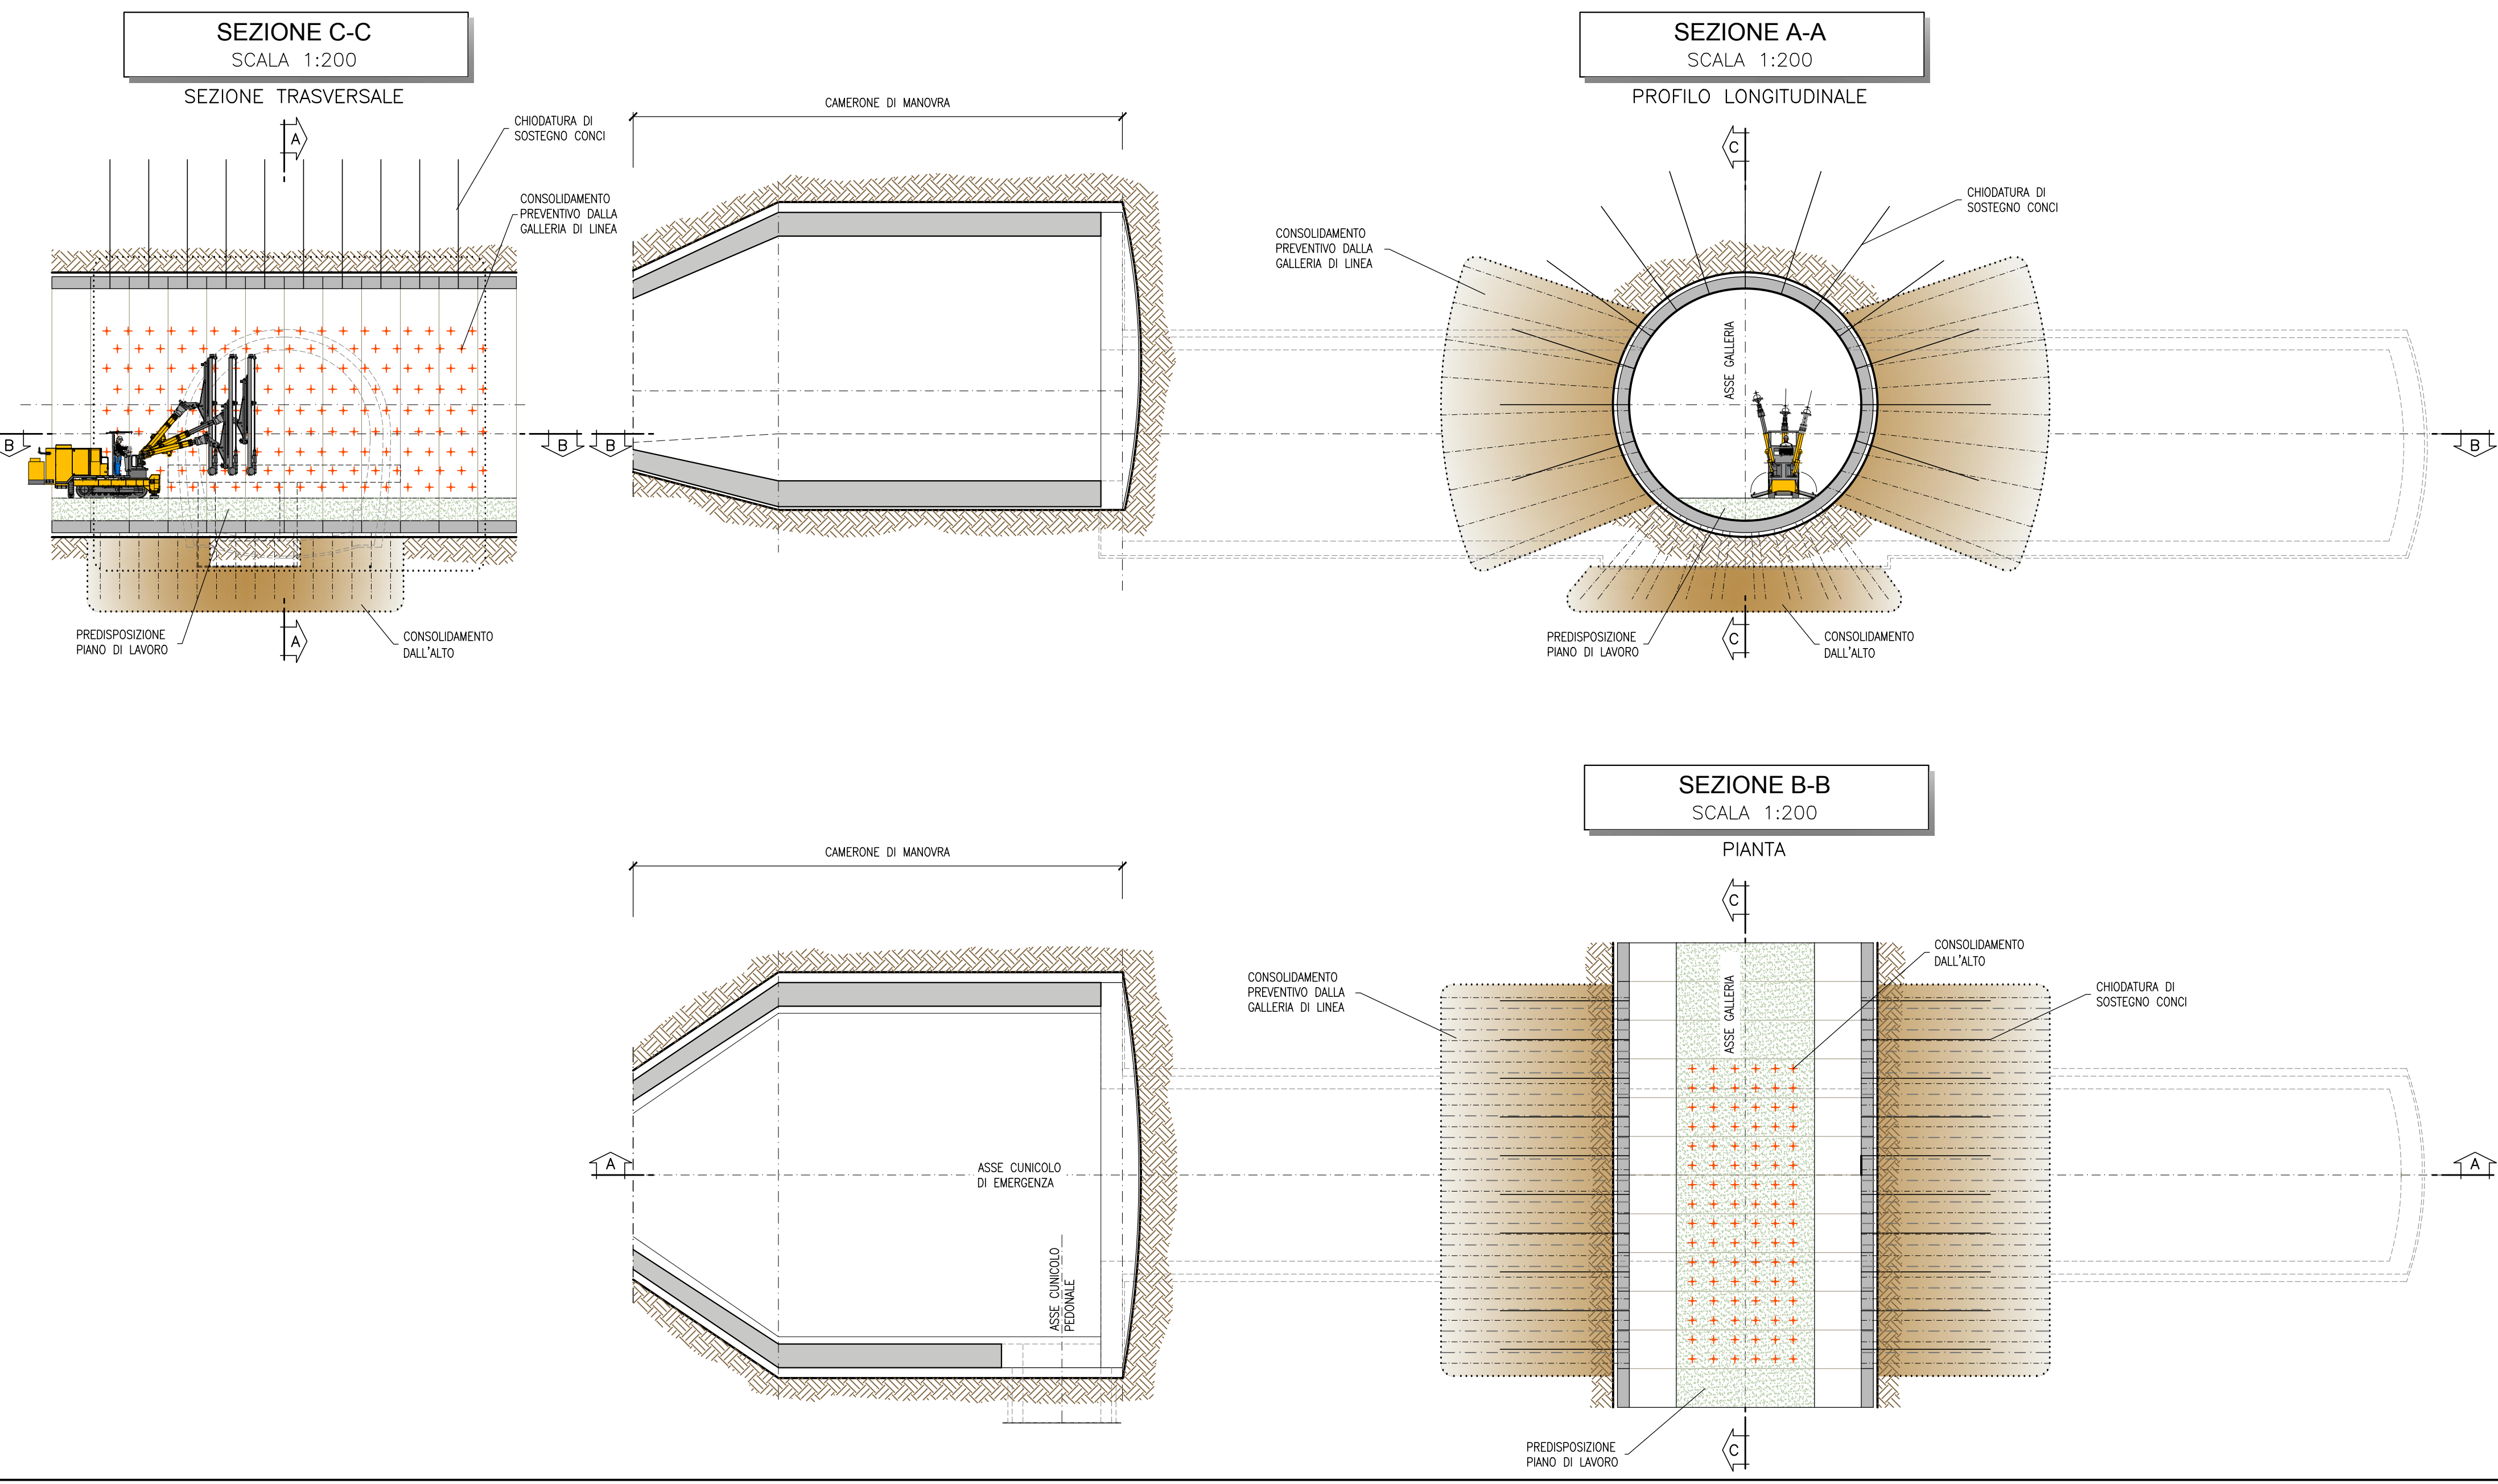 SEZIONE C-C
SCALA 1:200
SEZIONE TRASVERSALE
A
CHIODATURA DI
SOSTEGNO CONCI
CONSOLIDAMENTO
PREVENTIVO DALLA
GALLERIA DI LINEA
B
B
PREDISPOSIZIONE
PIANO DI LAVORO
A
CONSOLIDAMENTO
DALL'ALTO
CAMERONE DI MANOVRA
B
SEZIONE A-A
SCALA 1:200
PROFILO LONGITUDINALE
C
CHIODATURA DI
SOSTEGNO CONCI
CONSOLIDAMENTO
PREVENTIVO DALLA
GALLERIA DI LINEA
ASSE GALLERIA
B
PREDISPOSIZIONE
PIANO DI LAVORO
C
CONSOLIDAMENTO
DALL'ALTO
CAMERONE DI MANOVRA
A
ASSE CUNICOLO
DI EMERGENZA
ASSE CUNICOLO
PEDONALE
SEZIONE B-B
SCALA 1:200
PIANTA
C
CONSOLIDAMENTO
DALL'ALTO
CONSOLIDAMENTO
PREVENTIVO DALLA
GALLERIA DI LINEA
ASSE GALLERIA
CHIODATURA DI
SOSTEGNO CONCI
A
PREDISPOSIZIONE
PIANO DI LAVORO
C